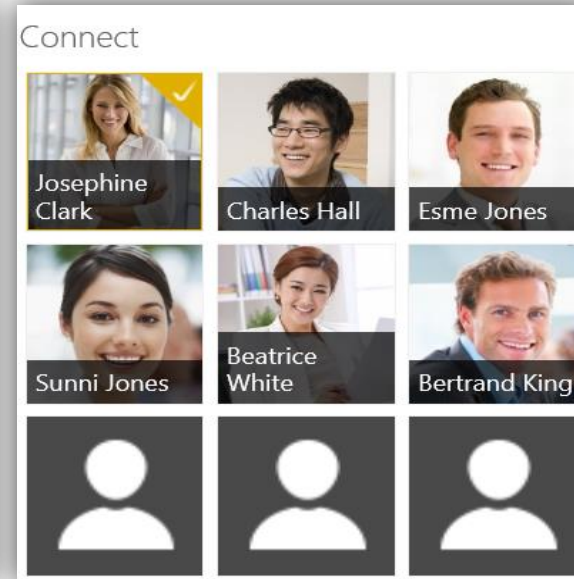 Connect
Josephine
Clark
Charles Hall
Esme Jones
Sunni Jones
Beatrice
White
Bertrand King